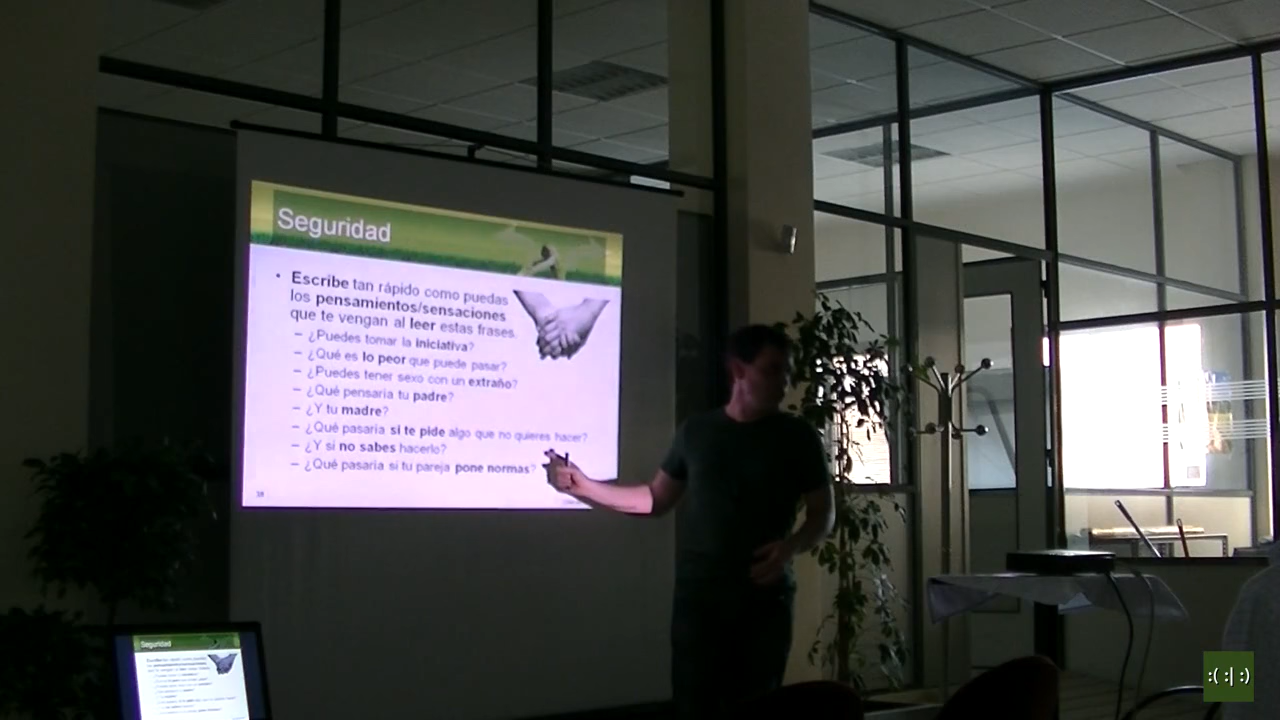 Seguridad
• Escribe tan rápido como puedas
los pensamientos/sensaciones
que te vengan al leer estas frases.
– ¿Puedes tomar la iniciativa?
– ¿Qué es lo peor que puede pasar?
– ¿Puedes tener sexo con un extraño?
– ¿Qué pensaría tu padre?
– ¿Y tu madre?
– ¿Qué pasaría si te pide algo que no quieres hacer?
– ¿Y si no sabes hacerlo?
– ¿Qué pasaría si tu pareja pone normas?
38
Seguridad
:( :| :)